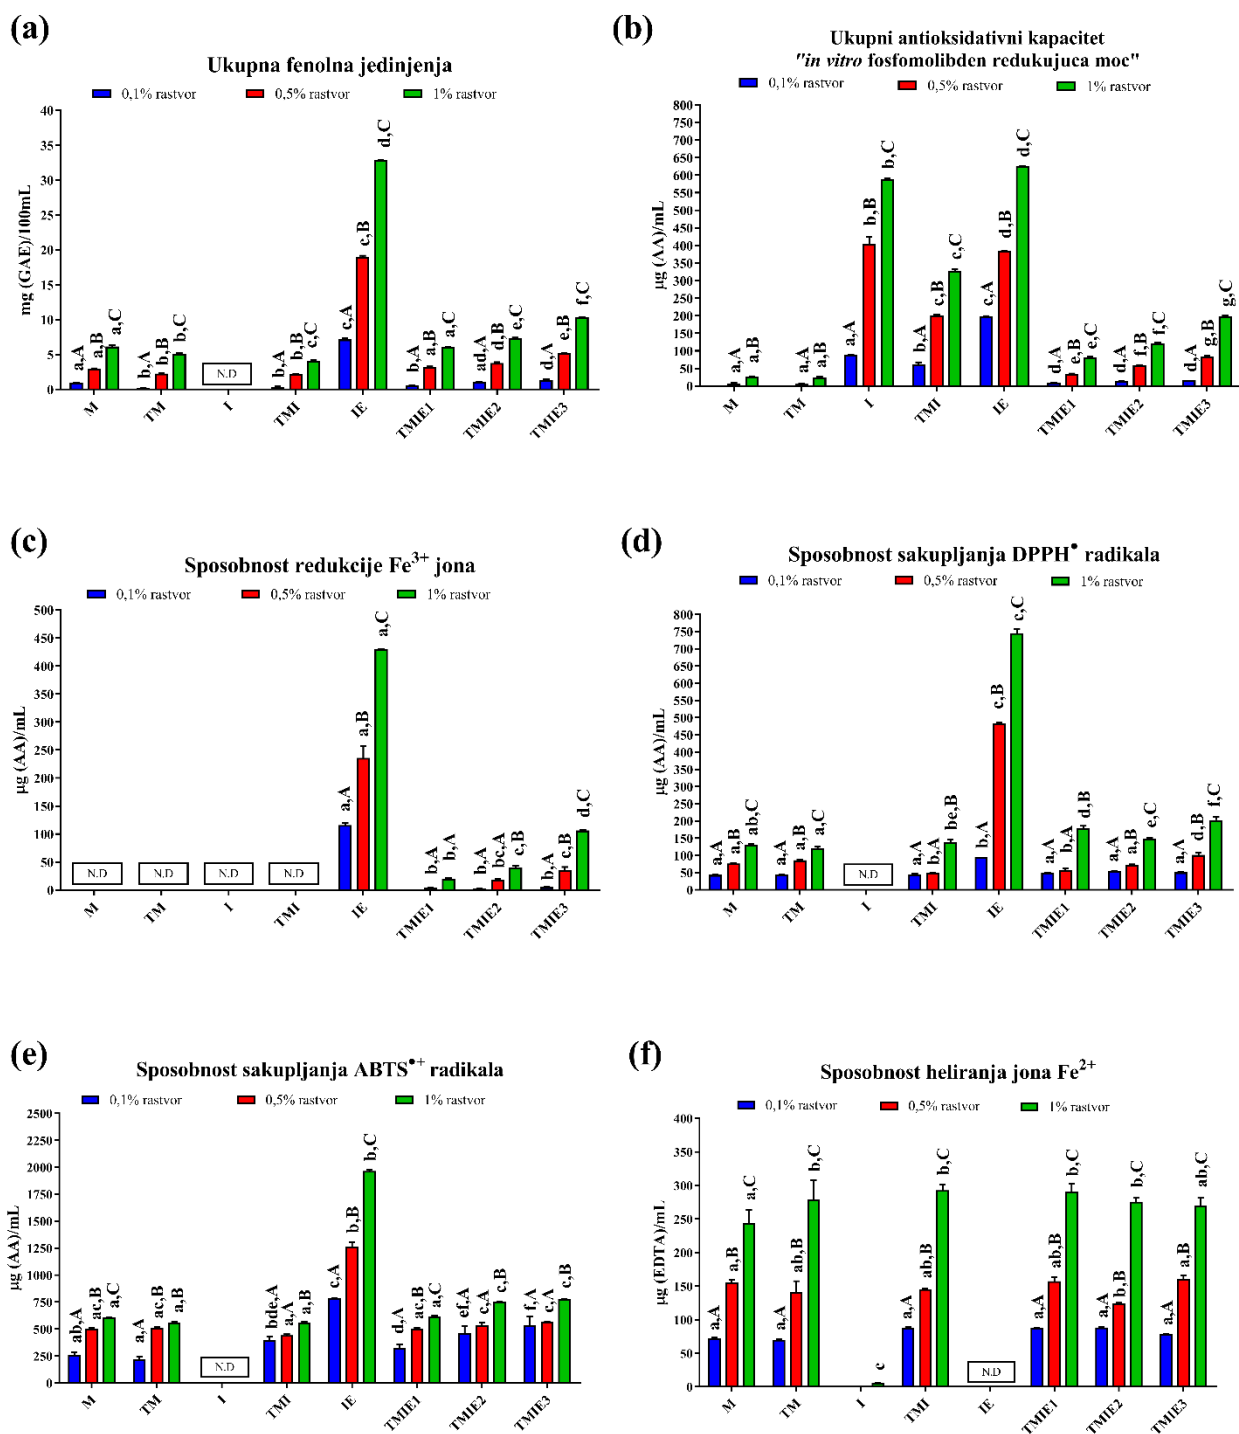 (a)
Ukupna fenolna jedinjenja
0,1% rastvor 0,5% rastvor 1% rastvor
mg (GAE)/100mL
40
35
30
25
20
15
10
5
0
a,A a,B a,C
b,A b,B b,C
N.D
b,A b,B c,C
c,A c,B d,C
b,A a,B a,C
ad,A d,B e,C
d,A e,B f,C
M TM I TMI IE TMIE1 TMIE2 TMIE3
(b)
Ukupni antioksidativni kapacitet
"in vitro fosfomolibden redukujuca moc"
0,1% rastvor 0,5% rastvor 1% rastvor
µg (AA)/mL
800
750
700
650
600
550
500
450
400
350
300
250
200
150
100
50
0
a,A a,B
a,A a,B
a,A b,B b,C
b,A c,B c,C
c,A d,B d,C
d,A e,B e,C
d,A f,B f,C
d,A g,B g,C
M TM I TMI IE TMIE1 TMIE2 TMIE3
(c)
Sposobnost redukcije Fe³⁺ jona
0,1% rastvor 0,5% rastvor 1% rastvor
µg (AA)/mL
500
450
400
350
300
250
200
150
100
50
0
N.D N.D N.D N.D
a,A a,B a,C
b,A b,A
b,A bc,A c,B
b,A c,B d,C
M TM I TMI IE TMIE1 TMIE2 TMIE3
(d)
Sposobnost sakupljanja DPPH• radikala
0,1% rastvor 0,5% rastvor 1% rastvor
µg (AA)/mL
800
750
700
650
600
550
500
450
400
350
300
250
200
150
100
50
0
a,A a,B ab,C
a,A a,B a,C
N.D
a,A b,A be,B
b,A c,B c,C
a,A b,A d,B
a,A a,B e,C
a,A d,B f,C
M TM I TMI IE TMIE1 TMIE2 TMIE3
(e)
Sposobnost sakupljanja ABTS•⁺ radikala
0,1% rastvor 0,5% rastvor 1% rastvor
µg (AA)/mL
2500
2250
2000
1750
1500
1250
1000
750
500
250
0
ab,A ac,B a,C
a,A ac,B a,B
N.D
bde,A a,A a,B
c,A b,B b,C
d,A ac,B a,C
ef,A c,A c,B
f,A c,A c,B
M TM I TMI IE TMIE1 TMIE2 TMIE3
(f)
Sposobnost heliranja jona Fe²⁺
0,1% rastvor 0,5% rastvor 1% rastvor
µg (EDTA)/mL
400
350
300
250
200
150
100
50
0
a,A a,B a,C
a,A ab,B b,C
c
a,A ab,B b,C
N.D
a,A ab,B b,C
a,A b,B b,C
a,A a,B ab,C
M TM I TMI IE TMIE1 TMIE2 TMIE3